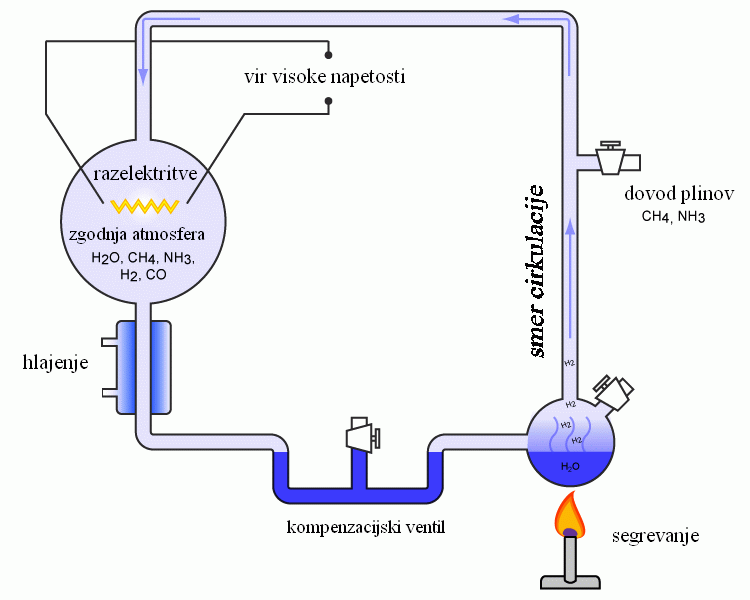 vir visoke napetosti
razelektritve
zgodnja atmosfera
H2O, CH4, NH3,
H2, CO
dovod plinov
CH4, NH3
smer cirkulacije
hlajenje
H2
H2
H2
H2
H2O
kompenzacijski ventil
segrevanje